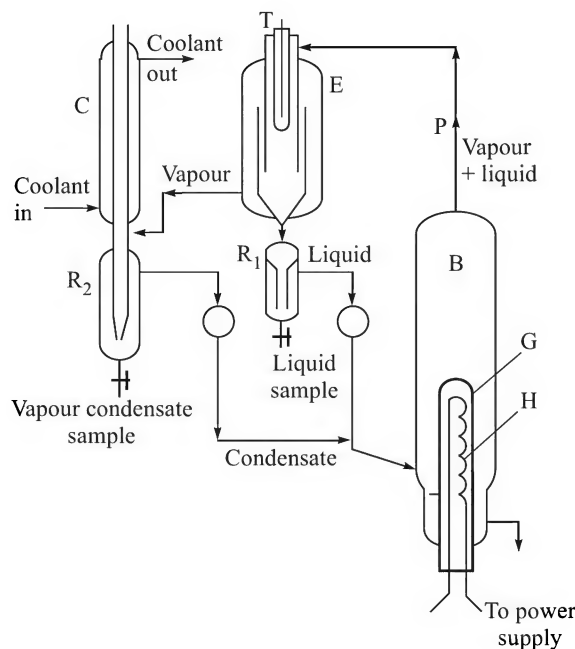 T
Coolant
out
E
C
P
Vapour
+ liquid
Vapour
Coolant
in
B
R1
Liquid
R2
G
H
Liquid
sample
Vapour condensate
sample
Condensate
To power
supply